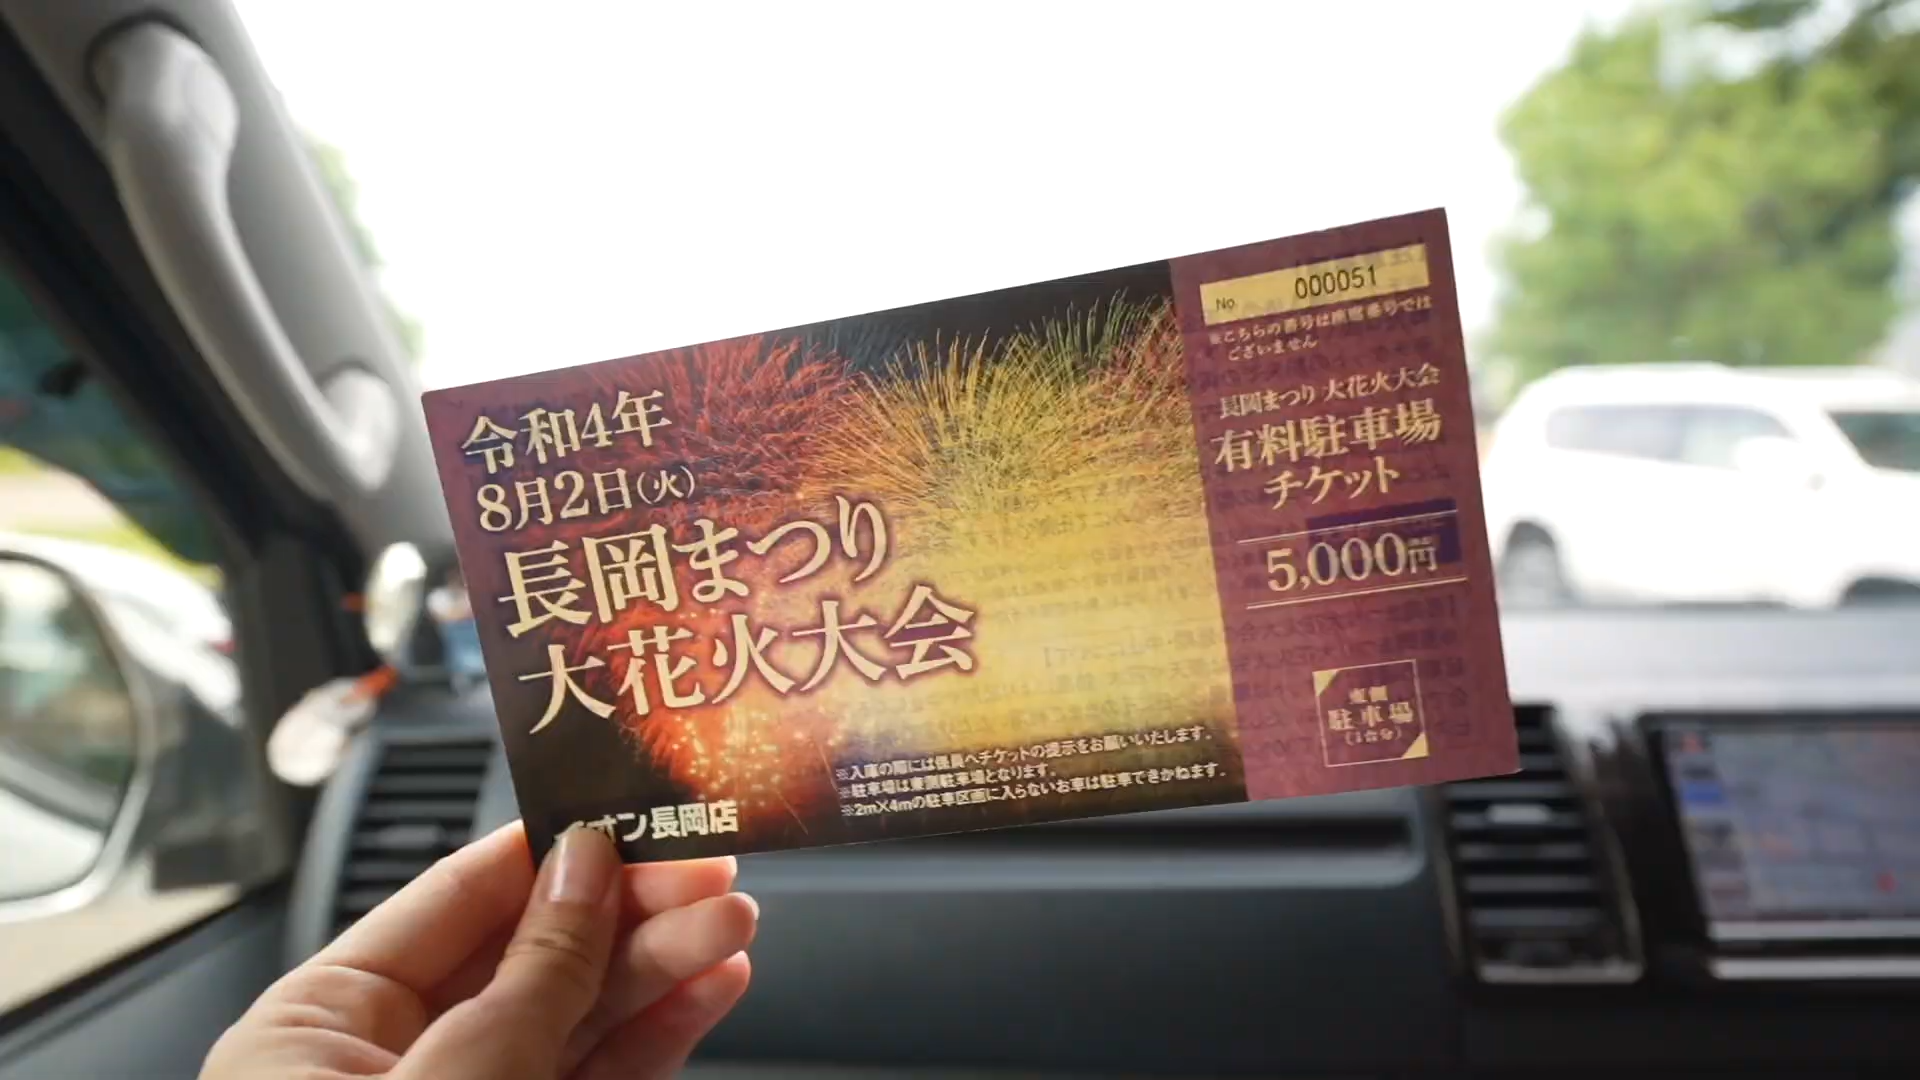 令和4年
8月2日(火)
長岡まつり
大花火大会
※入庫の際には係員へチケットの提示をお願いいたします。
※駐車場は東側駐車場となります。
※2m×4mの駐車区画に入らないお車は駐車できかねます。
イオン長岡店
No. 000051
※こちらの番号は座席番号では
ございません
長岡まつり 大花火大会
有料駐車場
チケット
5,000円
東側
駐車場
(1台分)